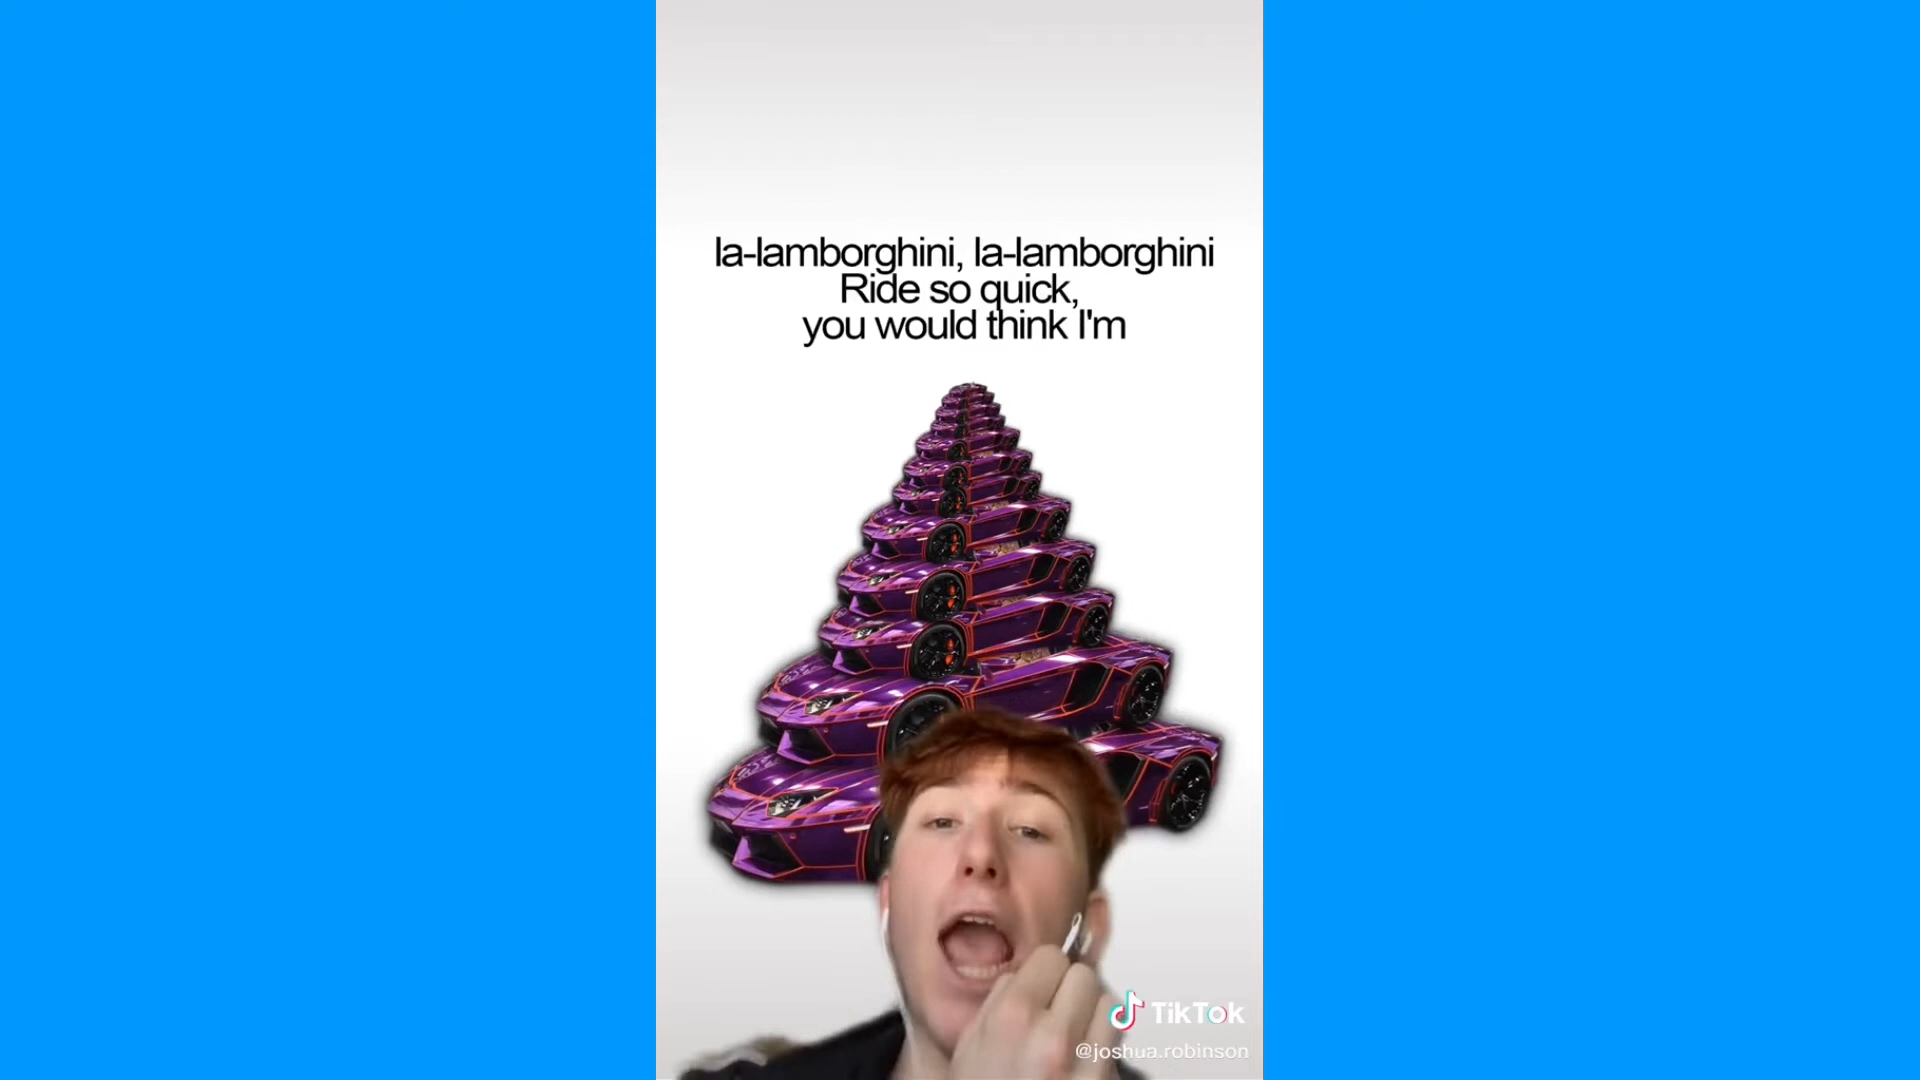 la-lamborghini, la-lamborghini
Ride so quick,
you would think I'm
TikTok
@joshua.robinson